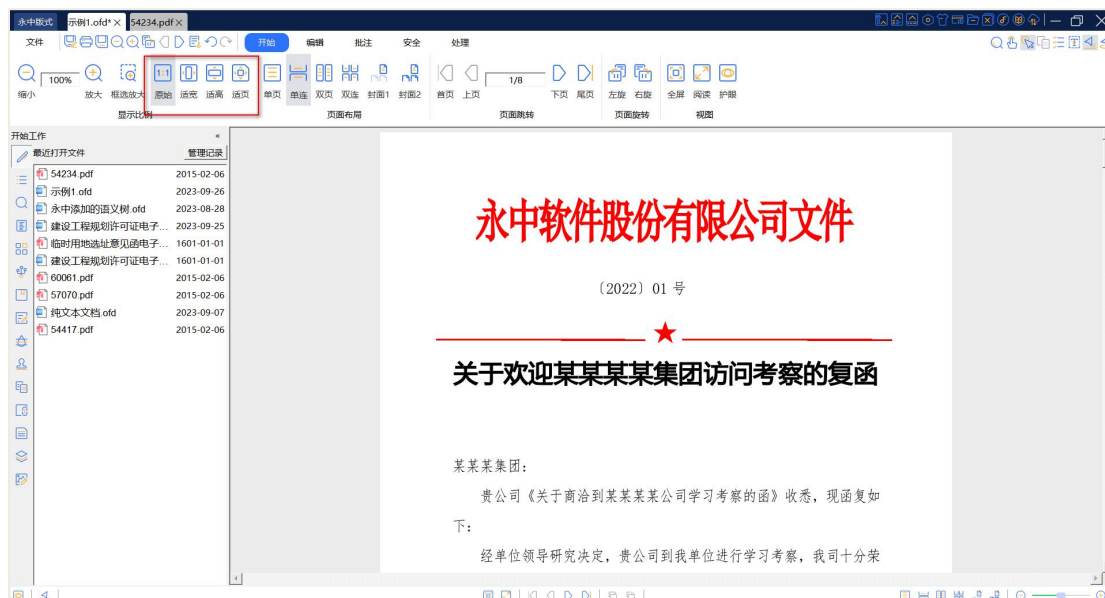 永中版式 示例1.ofd* × 54234.pdf ×
文件 开始 编辑 批注 安全 处理
100% 1:1 1/8
缩小 放大 框选放大 原始 适宽 适高 适页 单页 单连 双页 双连 封面1 封面2 首页 上页 下页 尾页 左旋 右旋 全屏 阅读 护眼
显示比例 页面布局 页面跳转 页面旋转 视图
开始工作 «
最近打开文件 管理记录
54234.pdf 2015-02-06
示例1.ofd 2023-09-26
永中添加的语义树.ofd 2023-08-28
建设工程规划许可证电子... 2023-09-25
临时用地选址意见函电子... 1601-01-01
建设工程规划许可证电子... 1601-01-01
60061.pdf 2015-02-06
57070.pdf 2015-02-06
纯文本文档.ofd 2023-09-07
54417.pdf 2015-02-06
永中软件股份有限公司文件
〔2022〕01 号
关于欢迎某某某某集团访问考察的复函
某某某集团：
贵公司《关于商洽到某某某某公司学习考察的函》收悉，现函复如
下：
经单位领导研究决定，贵公司到我单位进行学习考察，我司十分荣